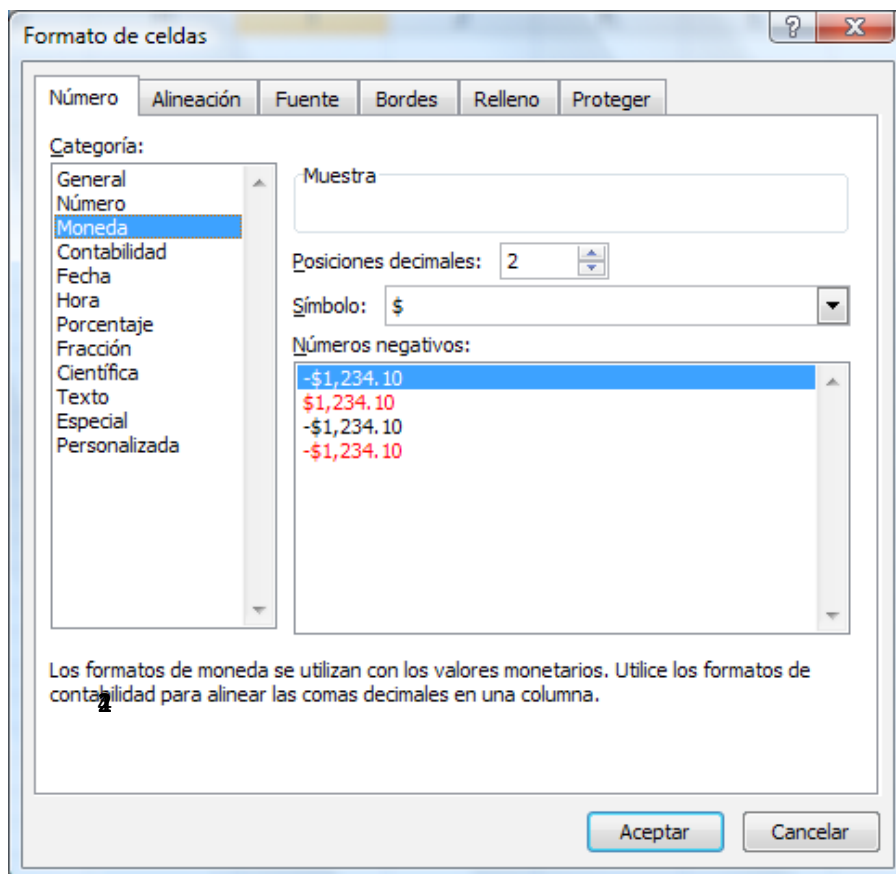 Formato de celdas
Número Alineación Fuente Bordes Relleno Proteger
Categoría:
General
Número
Moneda
Contabilidad
Fecha
Hora
Porcentaje
Fracción
Científica
Texto
Especial
Personalizada
Muestra
Posiciones decimales: 2
Símbolo: $
Números negativos:
-$1,234.10
$1,234.10
-$1,234.10
-$1,234.10
Los formatos de moneda se utilizan con los valores monetarios. Utilice los formatos de
contabilidad para alinear las comas decimales en una columna.
Aceptar Cancelar